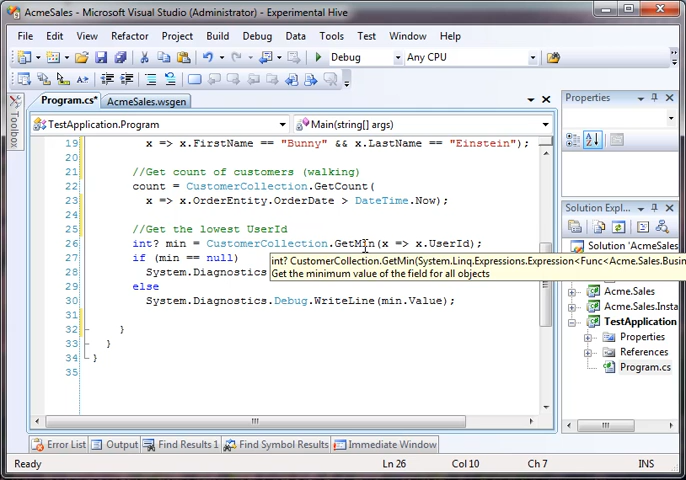 AcmeSales - Microsoft Visual Studio (Administrator) - Experimental Hive
File Edit View Refactor Project Build Debug Data Tools Test Window Help
Debug Any CPU
Toolbox
Program.cs* AcmeSales.wsgen
TestApplication.Program Main(string[] args)
19 x => x.FirstName == "Bunny" && x.LastName == "Einstein");
20
21 //Get count of customers (walking)
22 count = CustomerCollection.GetCount(
23 x => x.OrderEntity.OrderDate > DateTime.Now);
24
25 //Get the lowest UserId
26 int? min = CustomerCollection.GetMin(x => x.UserId);
27 if (min == null)
int? CustomerCollection.GetMin(System.Linq.Expressions.Expression<Func<Acme.Sales.Busin
28 System.Diagnostics
Get the minimum value of the field for all objects
29 else
30 System.Diagnostics.Debug.WriteLine(min.Value);
31
32 }
33 }
34 }
35
Properties
Solution Expl...
Solution 'AcmeSales'
Acme.Sales
Acme.Sales.Insta
TestApplication
Properties
References
Program.cs
Error List Output Find Results 1 Find Symbol Results Immediate Window
Ready Ln 26 Col 10 Ch 7 INS